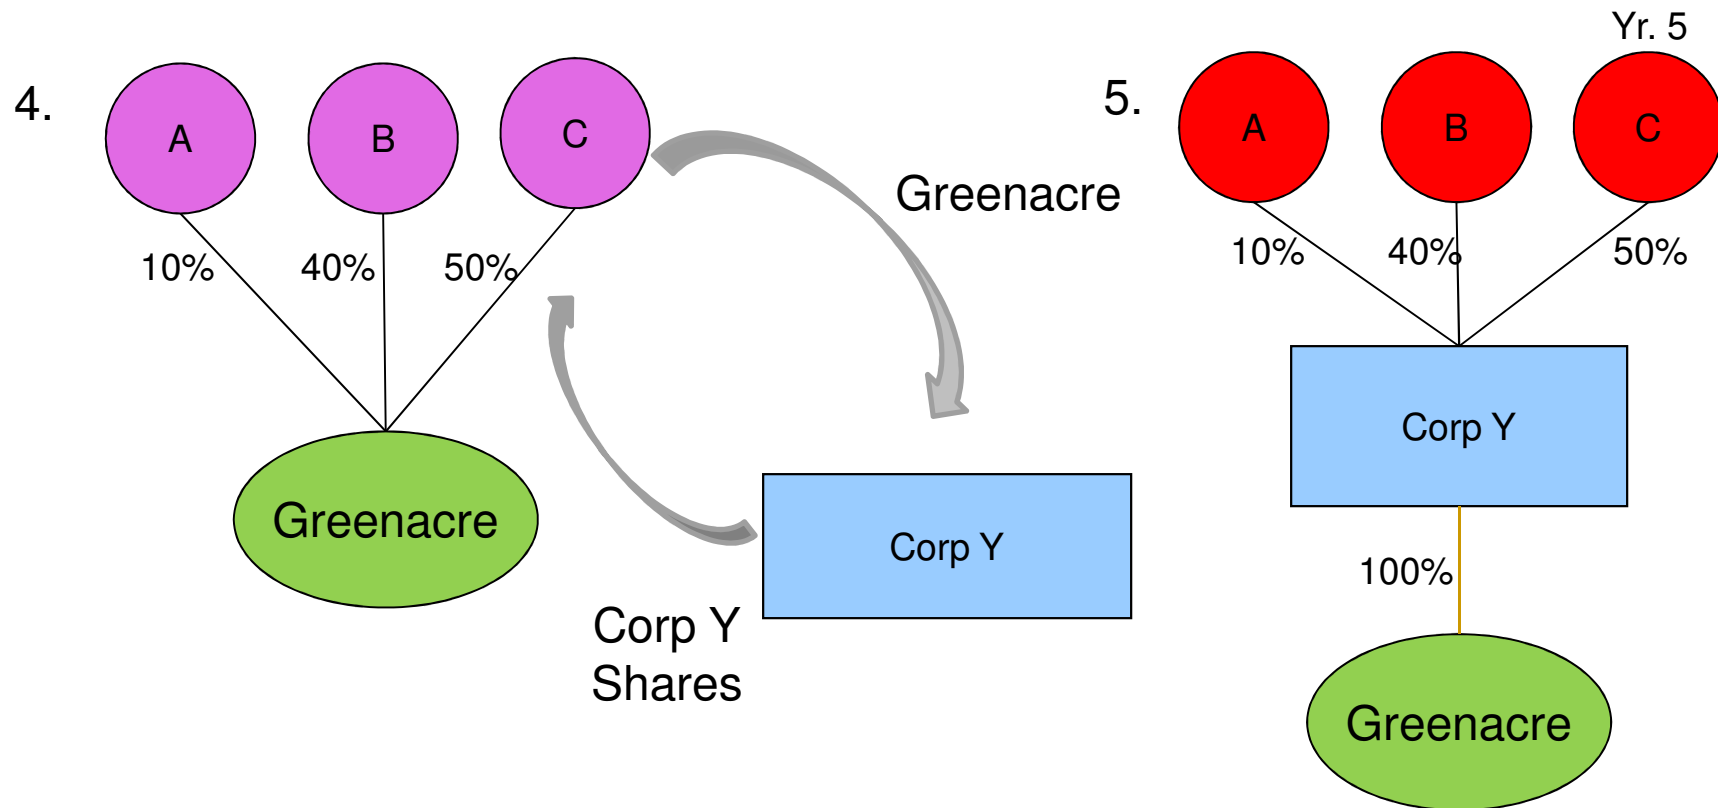 4.
A
B
C
10%
40%
50%
Greenacre
Greenacre
Corp Y
Corp Y
Shares
5.
Yr. 5
A
B
C
10%
40%
50%
Corp Y
100%
Greenacre